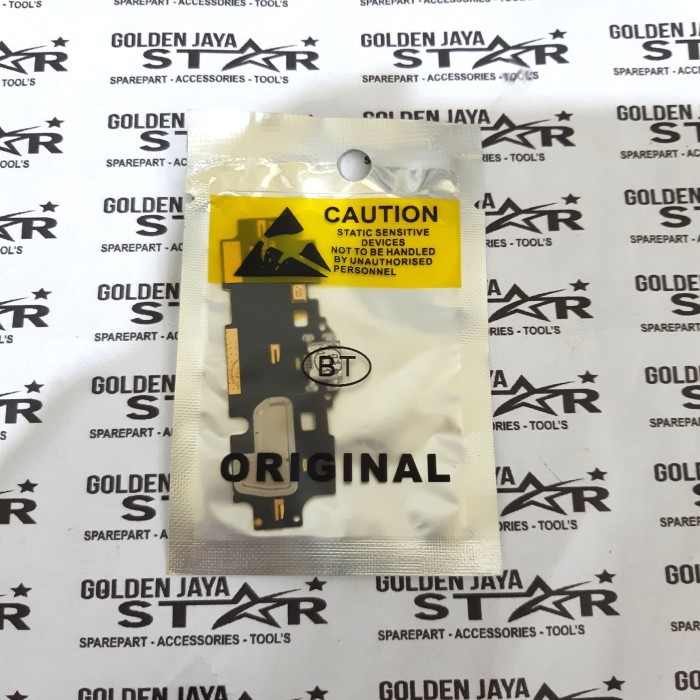 GOLDEN JAYA
STAR
SPAREPART - ACCESSORIES - TOOL'S
CAUTION
STATIC SENSITIVE
DEVICES
NOT TO BE HANDLED
BY UNAUTHORISED
PERSONNEL
BT
ORIGINAL